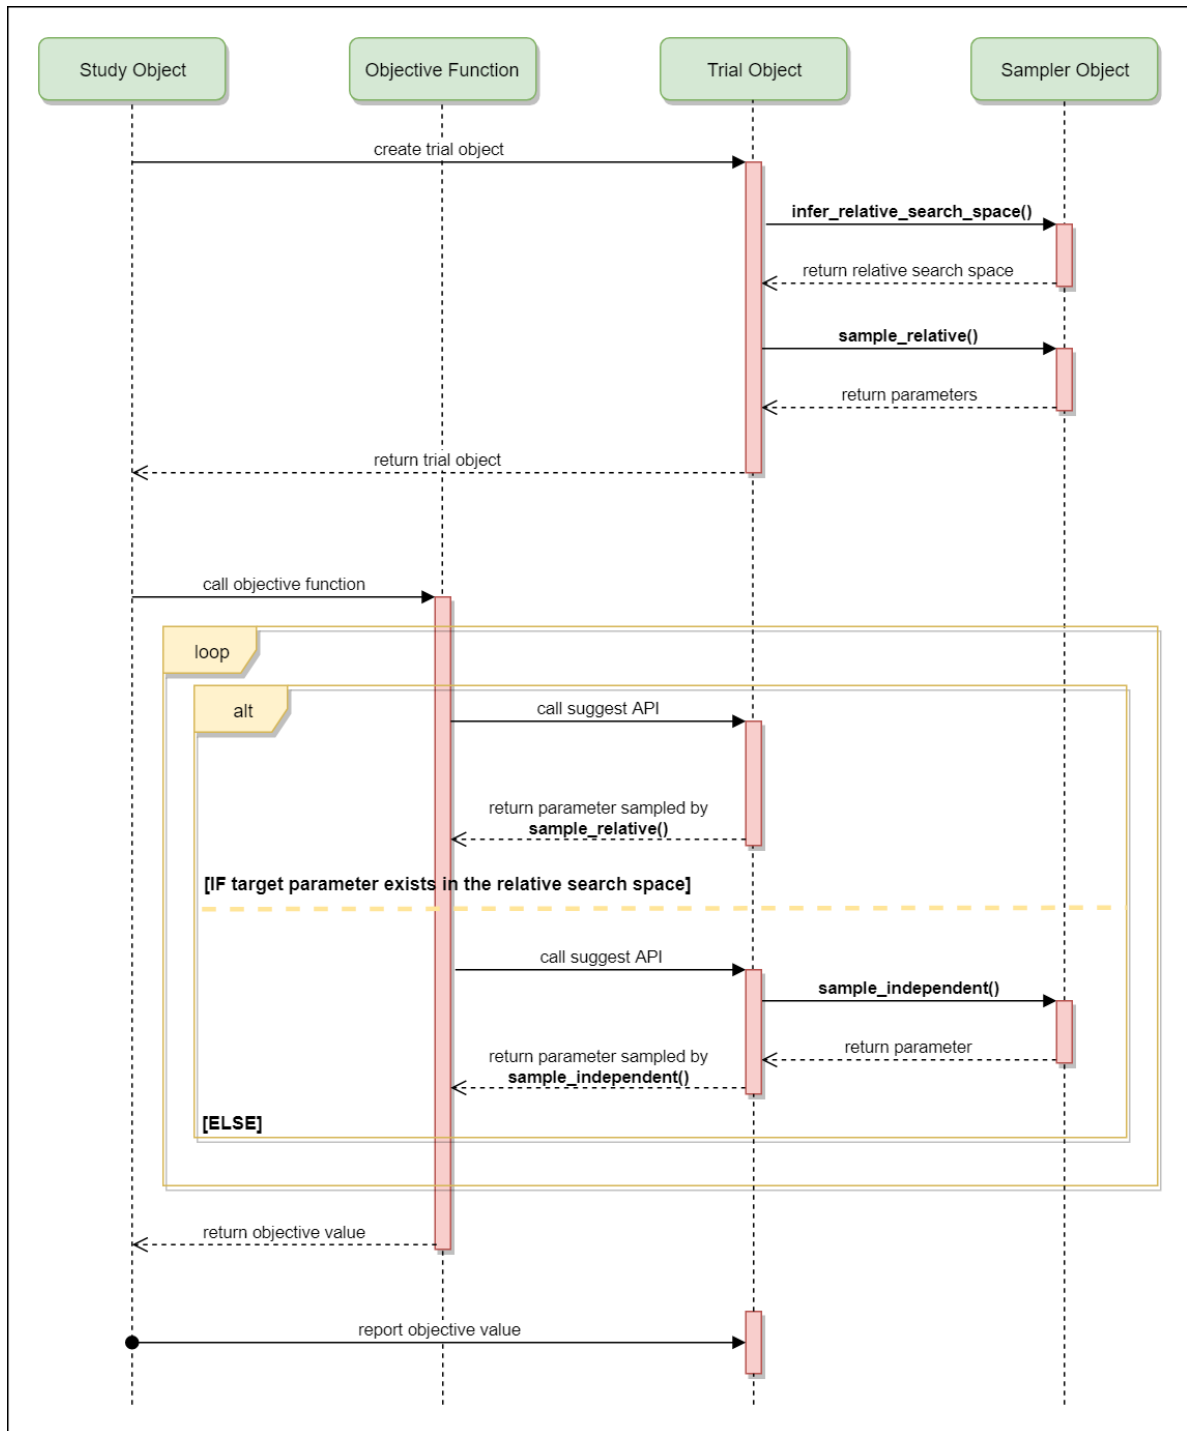 Study Object
Objective Function
Trial Object
Sampler Object
create trial object
infer_relative_search_space()
return relative search space
sample_relative()
return parameters
return trial object
call objective function
loop
alt
call suggest API
return parameter sampled by
sample_relative()
[IF target parameter exists in the relative search space]
call suggest API
sample_independent()
return parameter
return parameter sampled by
sample_independent()
[ELSE]
return objective value
report objective value